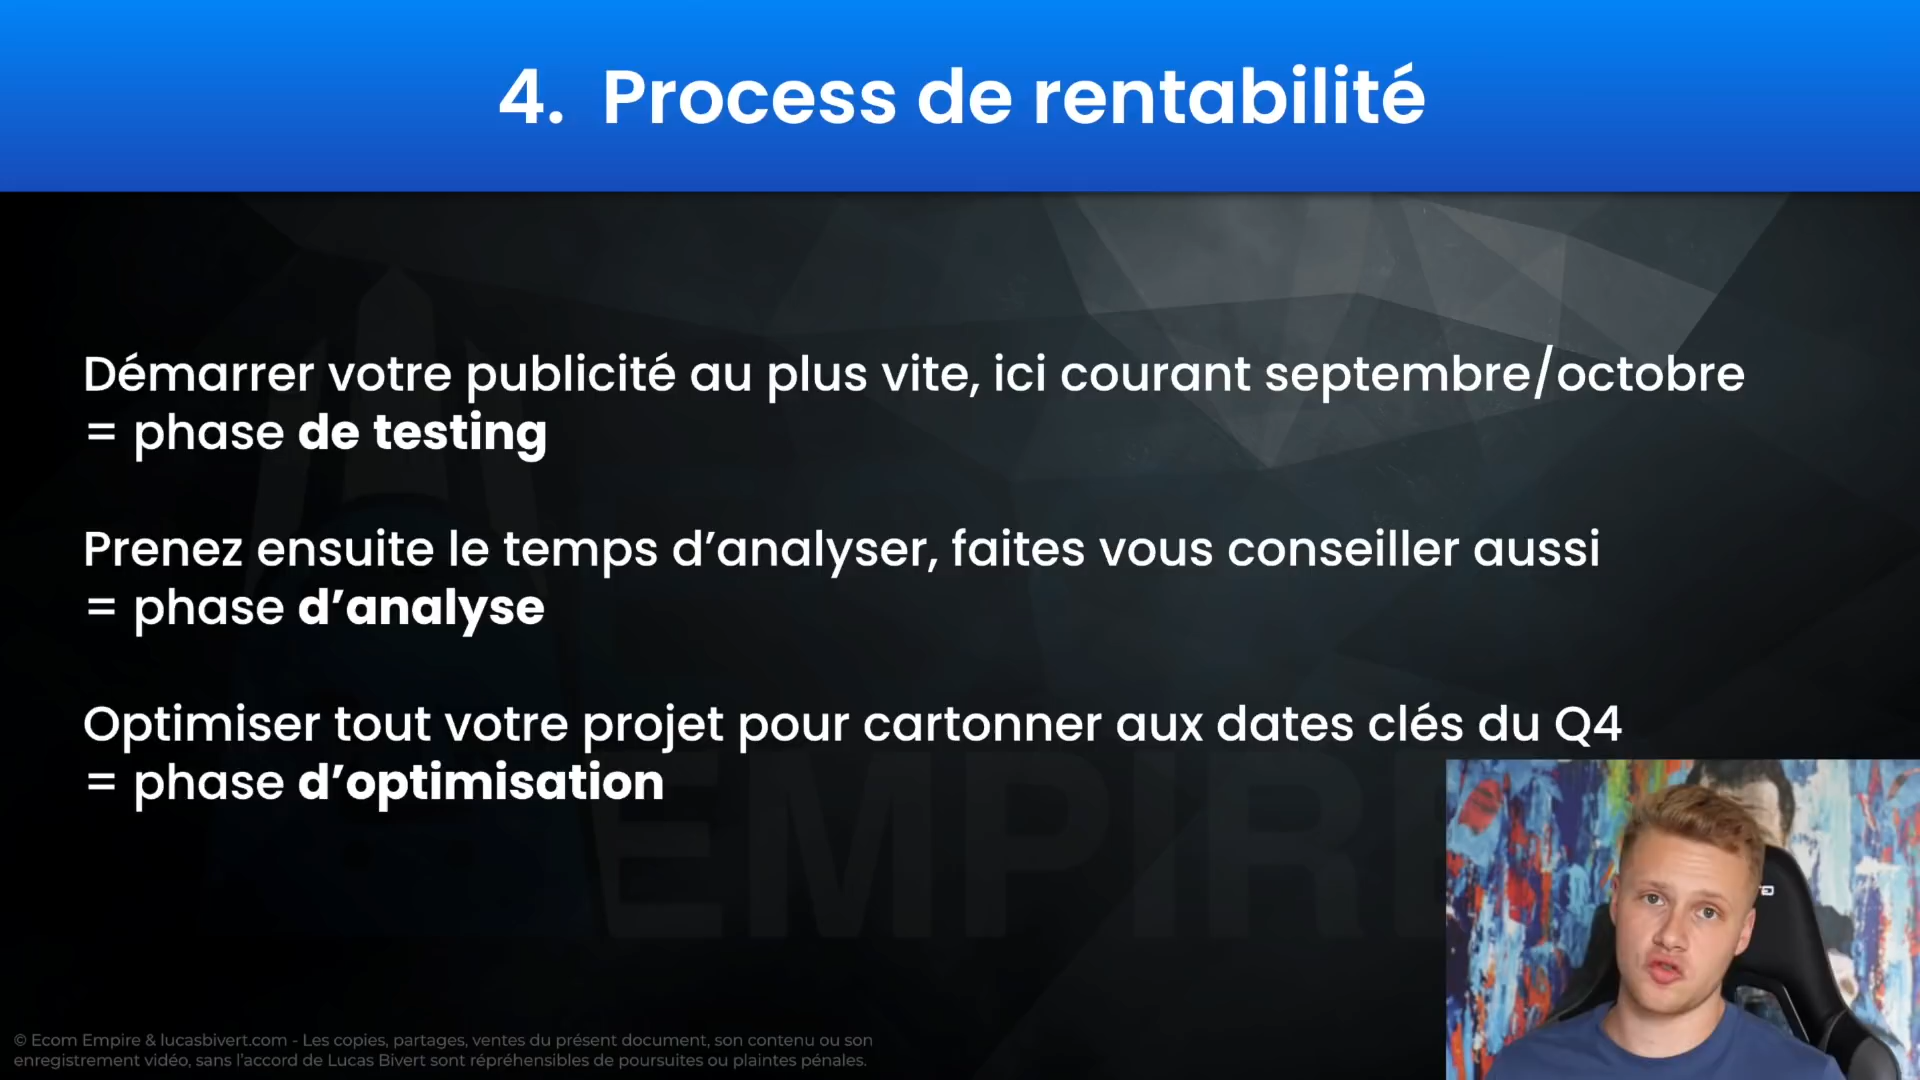 4. Process de rentabilité
Démarrer votre publicité au plus vite, ici courant septembre/octobre
= phase de testing
Prenez ensuite le temps d’analyser, faites vous conseiller aussi
= phase d’analyse
Optimiser tout votre projet pour cartonner aux dates clés du Q4
= phase d’optimisation
EMPIRE
© Ecom Empire & lucasbivert.com - Les copies, partages, ventes du présent document, son contenu ou son
enregistrement vidéo, sans l’accord de Lucas Bivert sont répréhensibles de poursuites ou plaintes pénales.